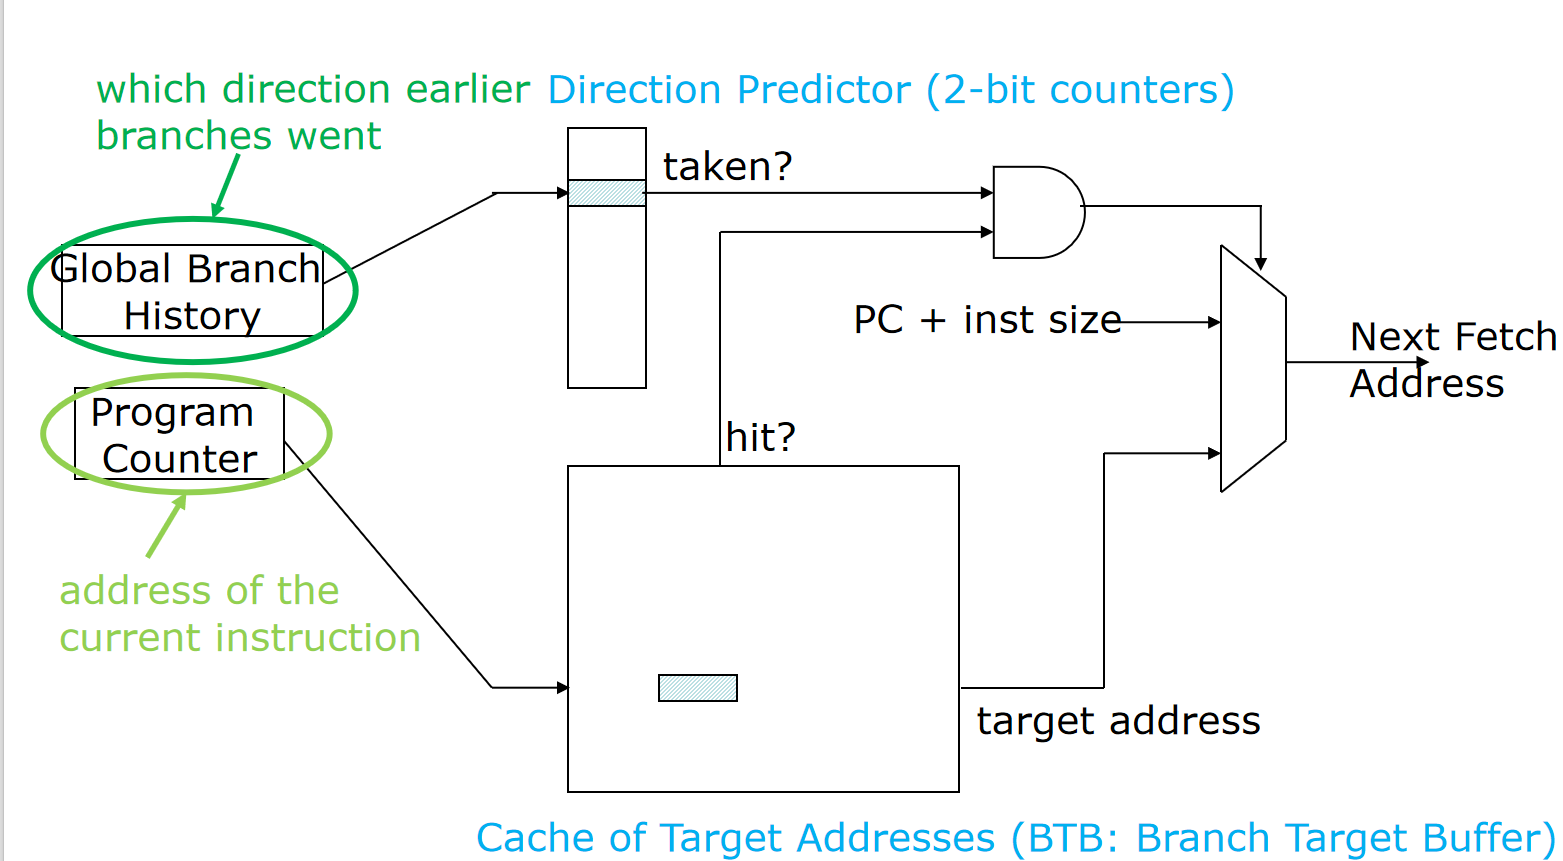 which direction earlier
branches went
Direction Predictor (2-bit counters)
taken?
Global Branch
History
PC + inst size
Next Fetch
Address
Program
Counter
hit?
address of the
current instruction
target address
Cache of Target Addresses (BTB: Branch Target Buffer)